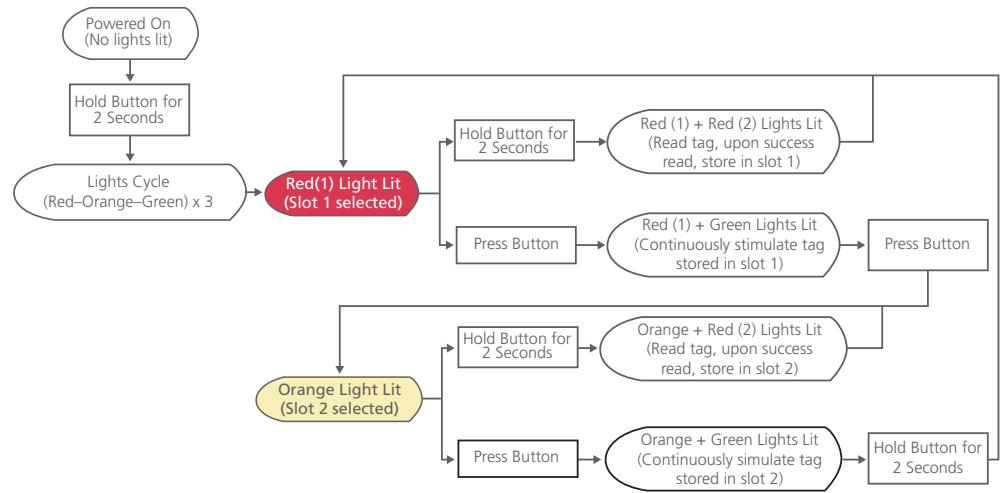 Powered On
(No lights lit)
Hold Button for
2 Seconds
Lights Cycle
(Red–Orange–Green) x 3
Red(1) Light Lit
(Slot 1 selected)
Hold Button for
2 Seconds
Red (1) + Red (2) Lights Lit
(Read tag, upon success
read, store in slot 1)
Press Button
Red (1) + Green Lights Lit
(Continuously stimulate tag
stored in slot 1)
Press Button
Orange Light Lit
(Slot 2 selected)
Hold Button for
2 Seconds
Orange + Red (2) Lights Lit
(Read tag, upon success
read, store in slot 2)
Press Button
Orange + Green Lights Lit
(Continuously simulate tag
stored in slot 2)
Hold Button for
2 Seconds